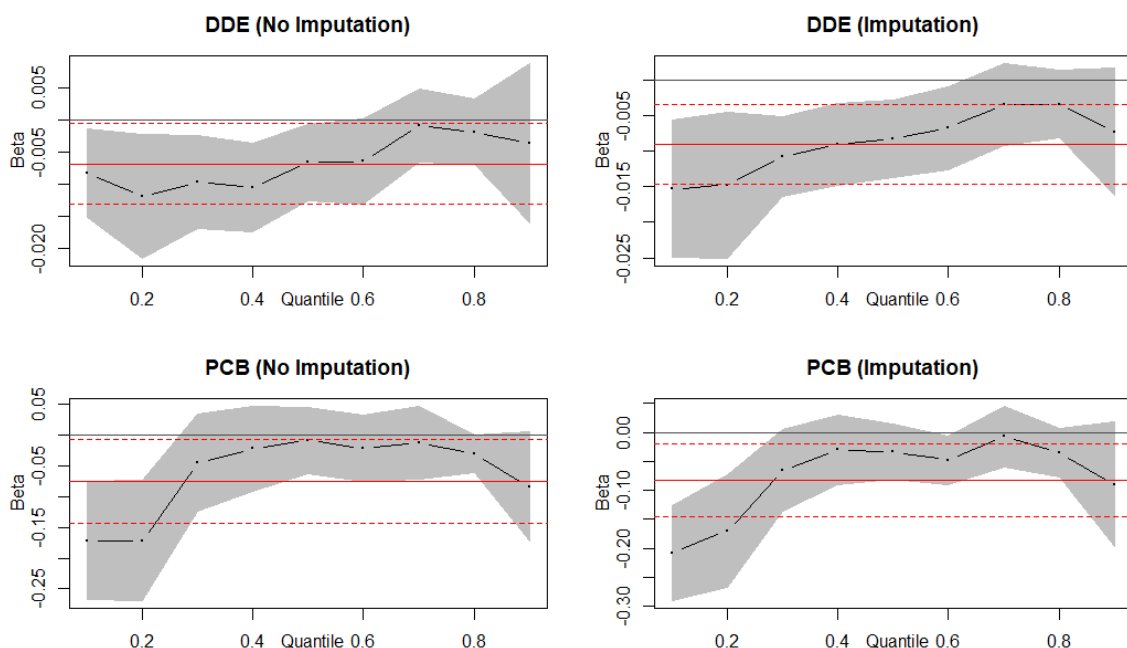 DDE (No Imputation)
Beta
0.005
-0.005
-0.020
0.2
0.4
Quantile
0.6
0.8
DDE (Imputation)
Beta
-0.005
-0.015
-0.025
0.2
0.4
Quantile
0.6
0.8
PCB (No Imputation)
Beta
0.05
-0.05
-0.15
-0.25
0.2
0.4
Quantile
0.6
0.8
PCB (Imputation)
Beta
0.00
-0.10
-0.20
-0.30
0.2
0.4
Quantile
0.6
0.8